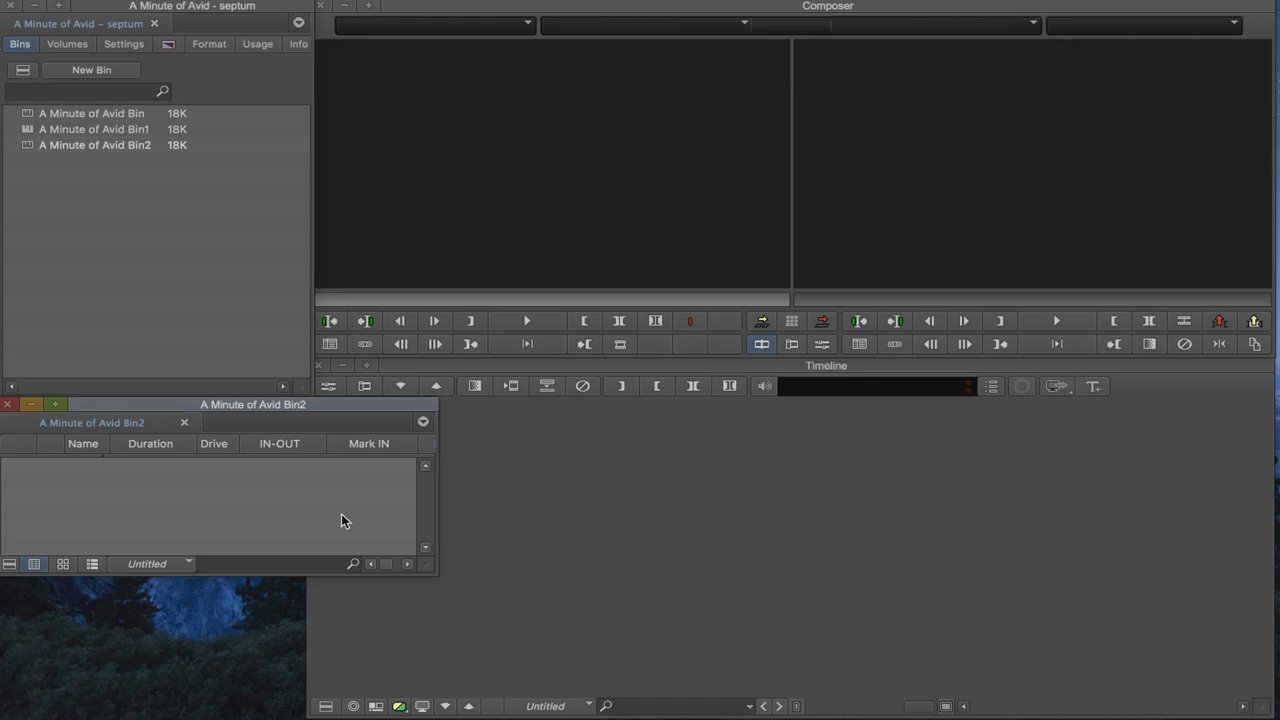 A Minute of Avid - septum
Composer
A Minute of Avid – septum
Bins Volumes Settings Format Usage Info
New Bin
A Minute of Avid Bin 18K
A Minute of Avid Bin1 18K
A Minute of Avid Bin2 18K
Timeline
A Minute of Avid Bin2
A Minute of Avid Bin2
Name Duration Drive IN-OUT Mark IN
Untitled
Untitled